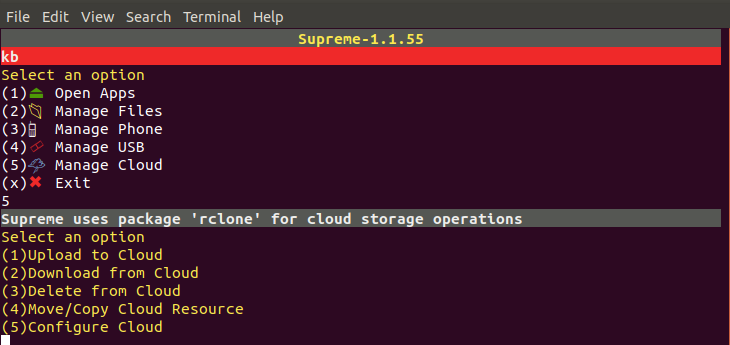 File Edit View Search Terminal Help
Supreme-1.1.55
kb
Select an option
(1) Open Apps
(2) Manage Files
(3) Manage Phone
(4) Manage USB
(5) Manage Cloud
(x) Exit
5
Supreme uses package 'rclone' for cloud storage operations
Select an option
(1)Upload to Cloud
(2)Download from Cloud
(3)Delete from Cloud
(4)Move/Copy Cloud Resource
(5)Configure Cloud